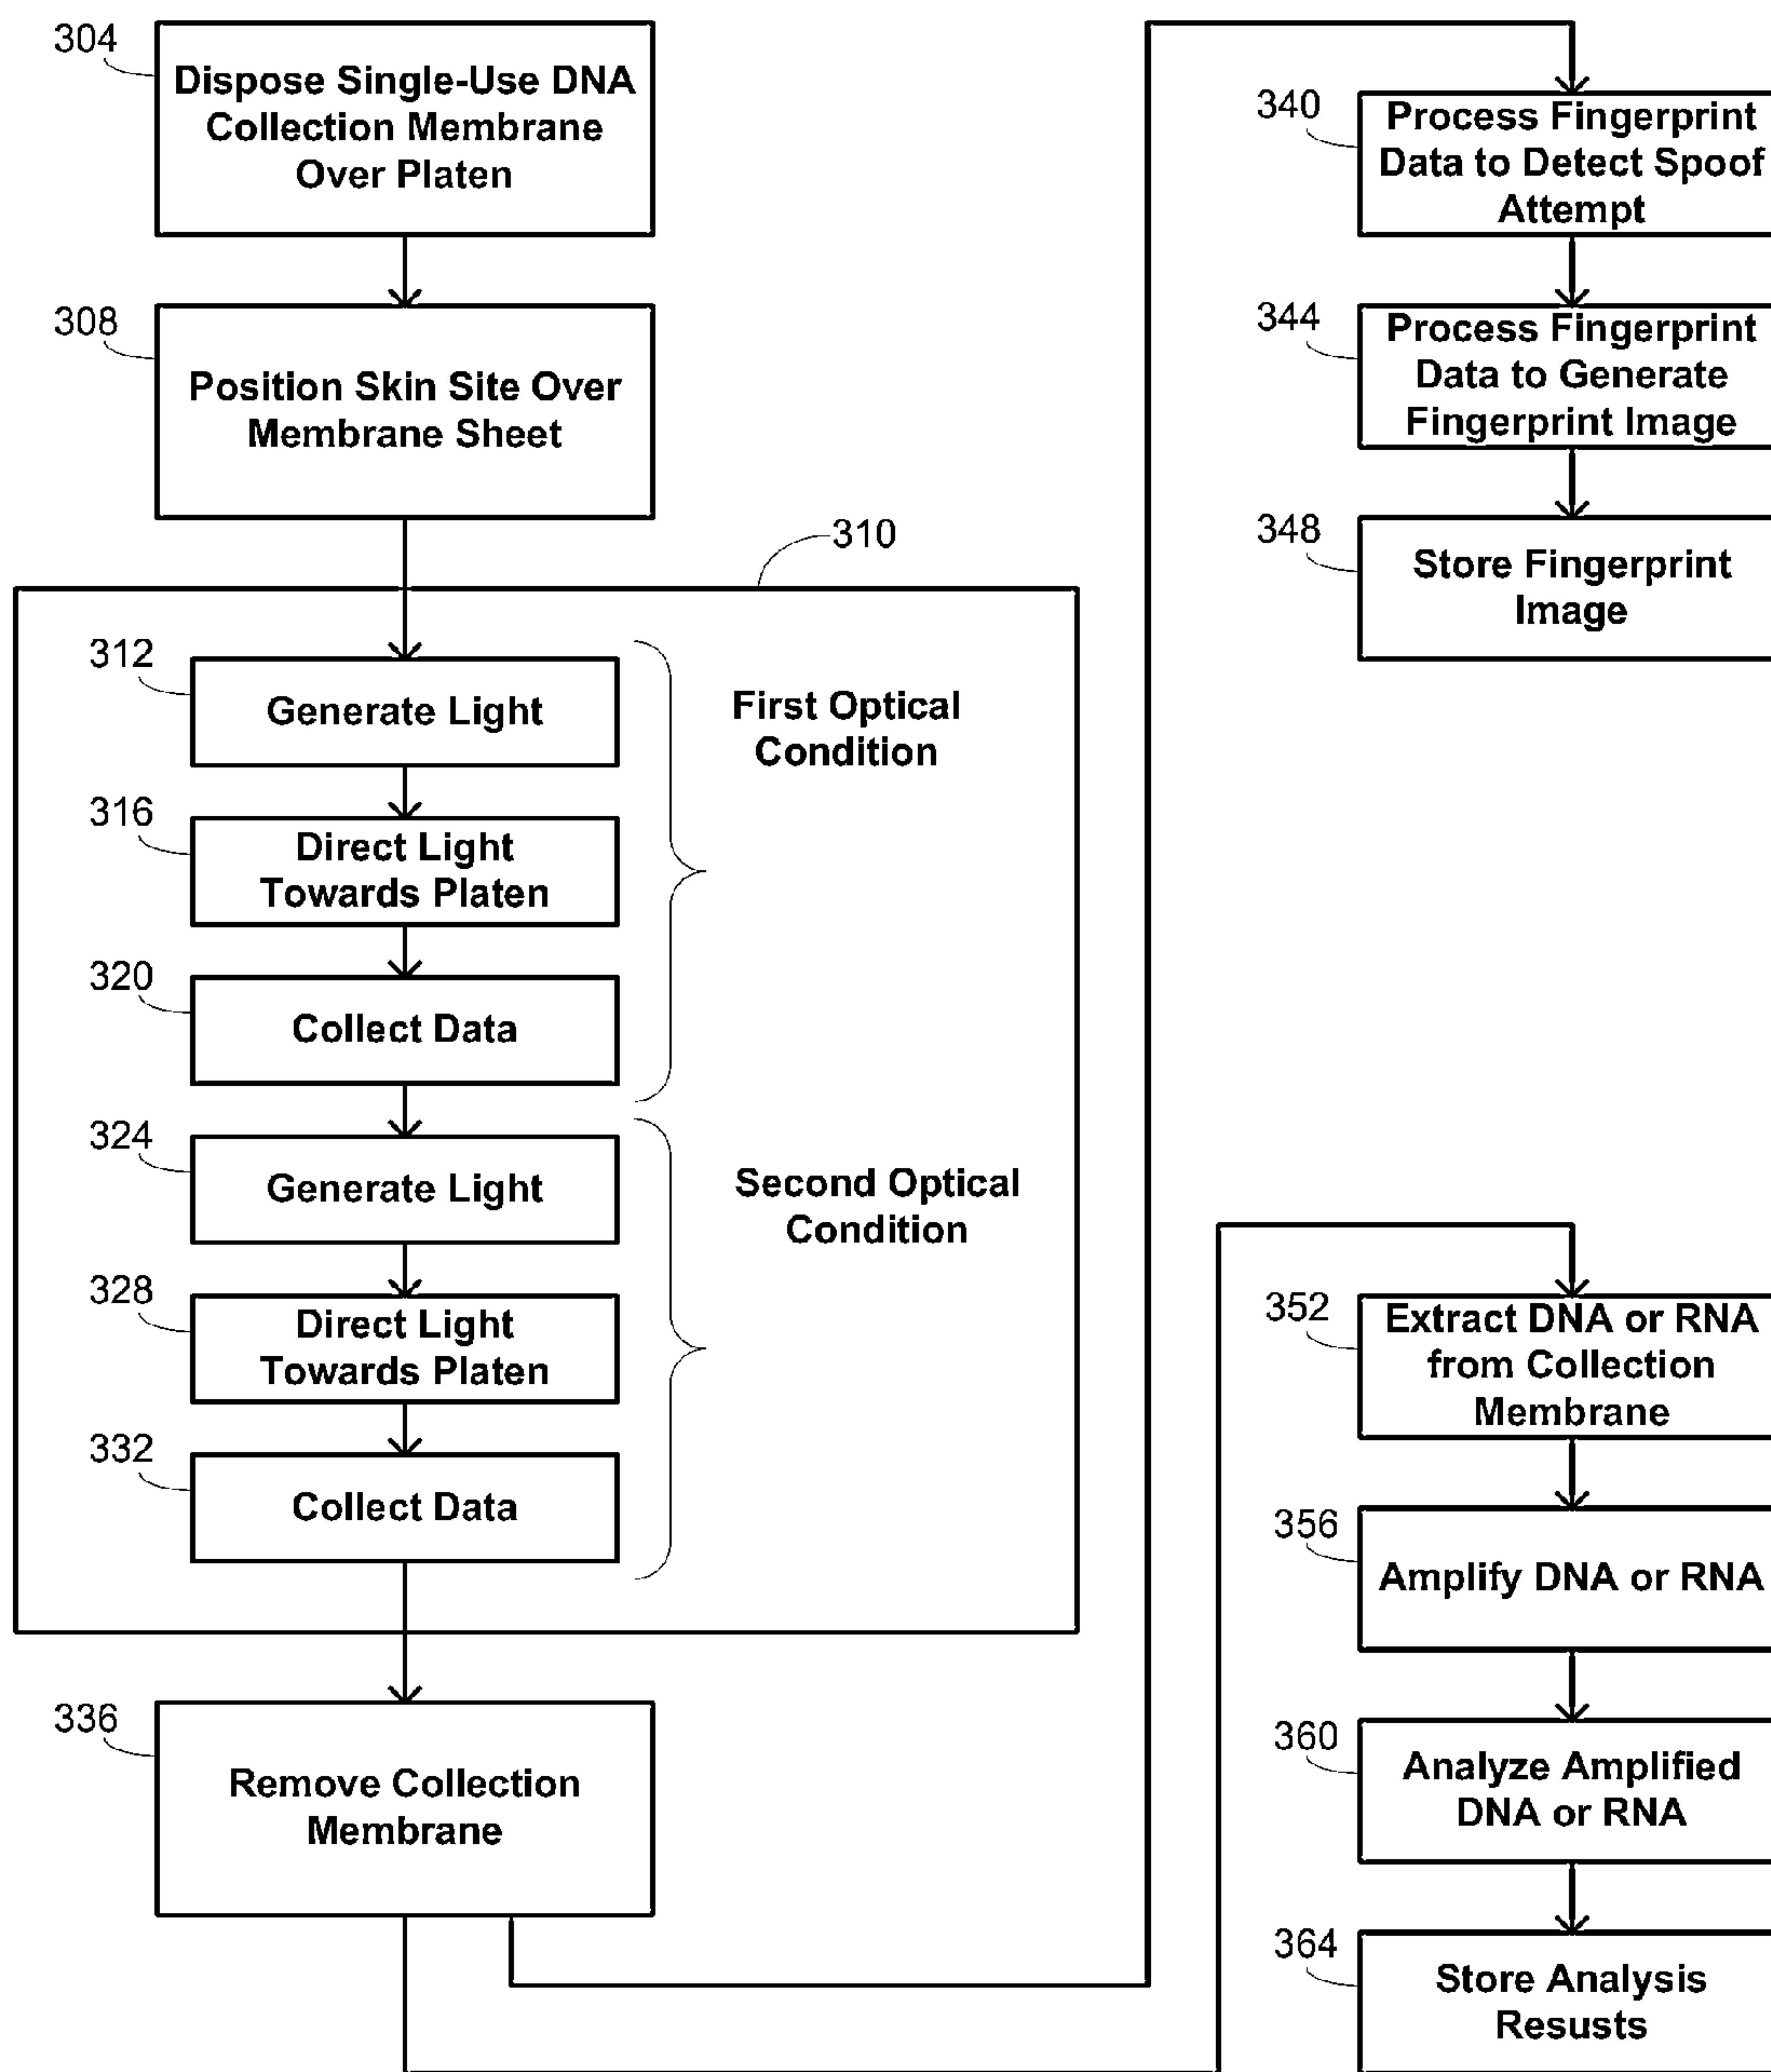 304
Dispose Single-Use DNA
Collection Membrane
Over Platen
308
Position Skin Site Over
Membrane Sheet
310
312
Generate Light
First Optical
Condition
316
Direct Light
Towards Platen
320
Collect Data
324
Generate Light
Second Optical
Condition
328
Direct Light
Towards Platen
332
Collect Data
336
Remove Collection
Membrane
340
Process Fingerprint
Data to Detect Spoof
Attempt
344
Process Fingerprint
Data to Generate
Fingerprint Image
348
Store Fingerprint
Image
352
Extract DNA or RNA
from Collection
Membrane
356
Amplify DNA or RNA
360
Analyze Amplified
DNA or RNA
364
Store Analysis
Resusts